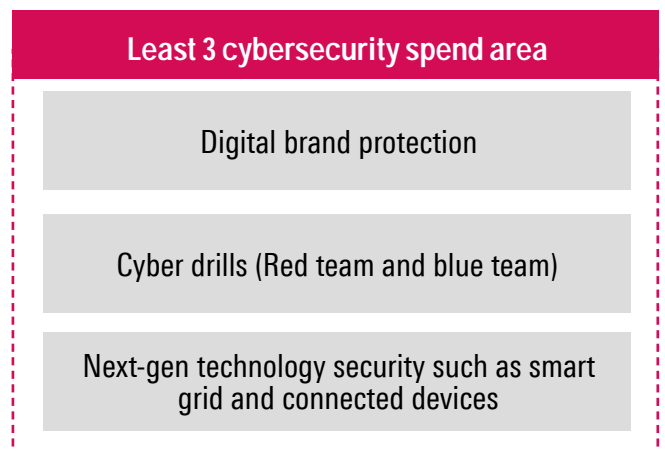 Least 3 cybersecurity spend area
Digital brand protection
Cyber drills (Red team and blue team)
Next-gen technology security such as smart
grid and connected devices